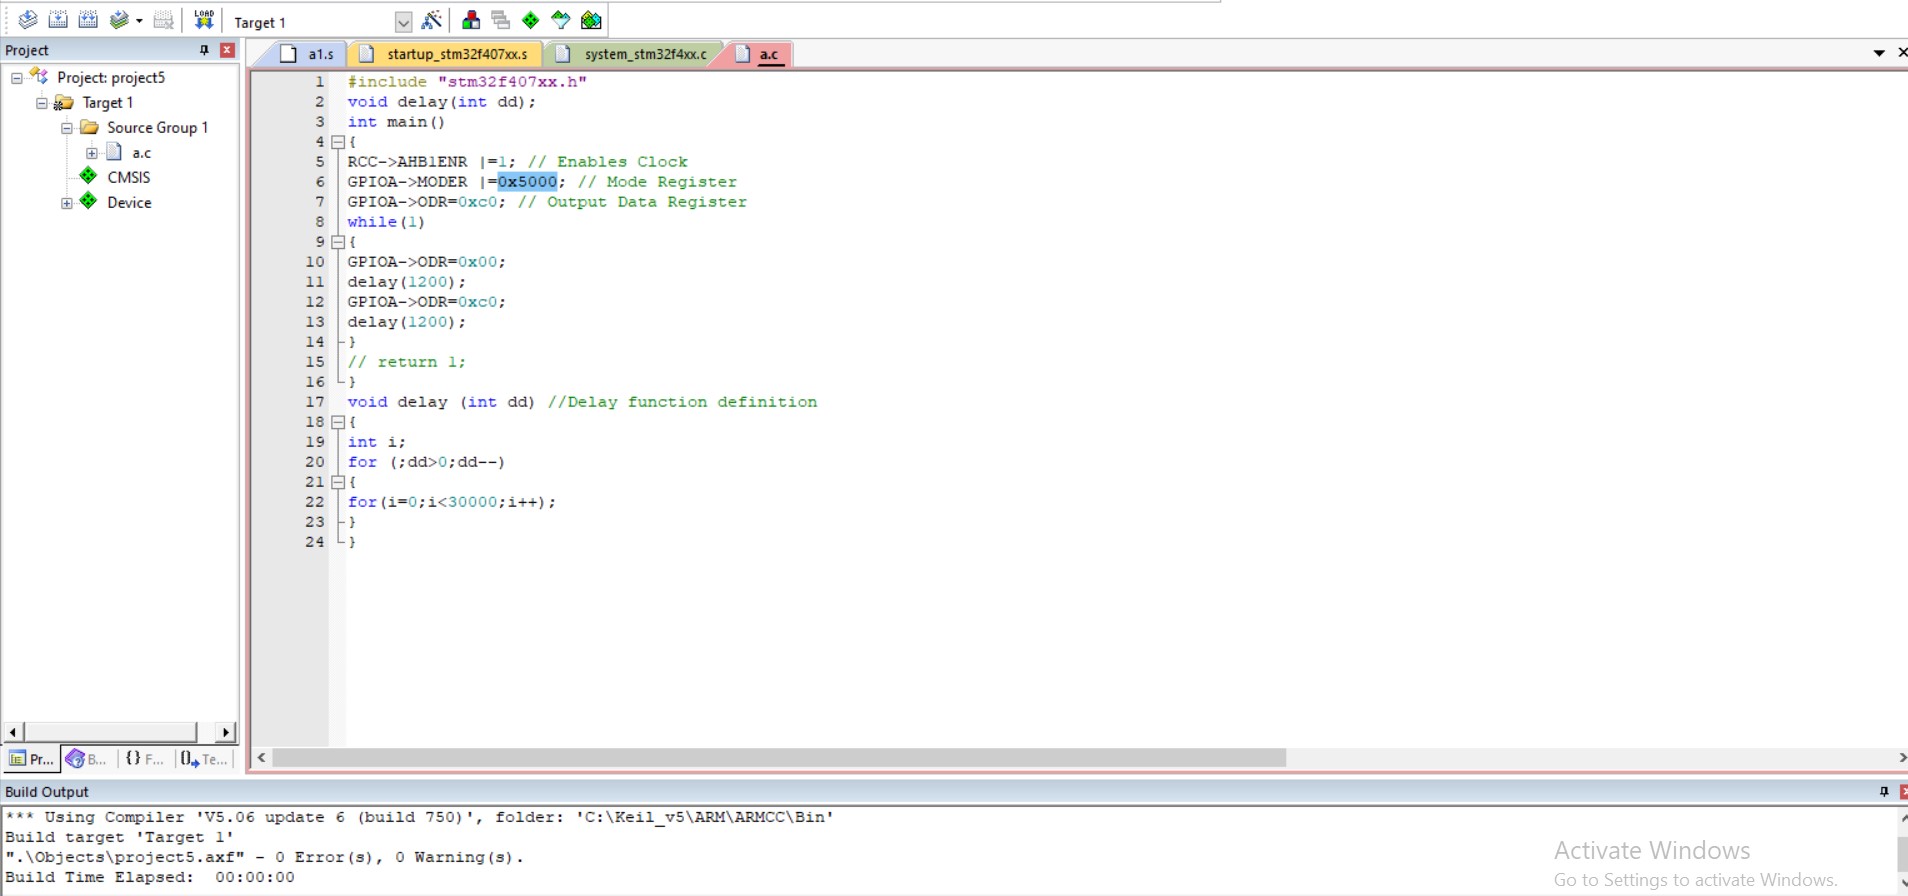 LOAD
Target 1
Project
a1.s startup_stm32f407xx.s system_stm32f4xx.c a.c
Project: project5
Target 1
Source Group 1
a.c
CMSIS
Device
1 #include "stm32f407xx.h"
2 void delay(int dd);
3 int main()
4 {
5 RCC->AHB1ENR |=1; // Enables Clock
6 GPIOA->MODER |=0x5000; // Mode Register
7 GPIOA->ODR=0xc0; // Output Data Register
8 while(1)
9 {
10 GPIOA->ODR=0x00;
11 delay(1200);
12 GPIOA->ODR=0xc0;
13 delay(1200);
14 }
15 // return 1;
16 }
17 void delay (int dd) //Delay function definition
18 {
19 int i;
20 for (;dd>0;dd--)
21 {
22 for(i=0;i<30000;i++);
23 }
24 }
Pr... B... {} F... 0 Te...
Build Output
*** Using Compiler 'V5.06 update 6 (build 750)', folder: 'C:\Keil_v5\ARM\ARMCC\Bin'
Build target 'Target 1'
".\Objects\project5.axf" - 0 Error(s), 0 Warning(s).
Build Time Elapsed:  00:00:00
Activate Windows
Go to Settings to activate Windows.